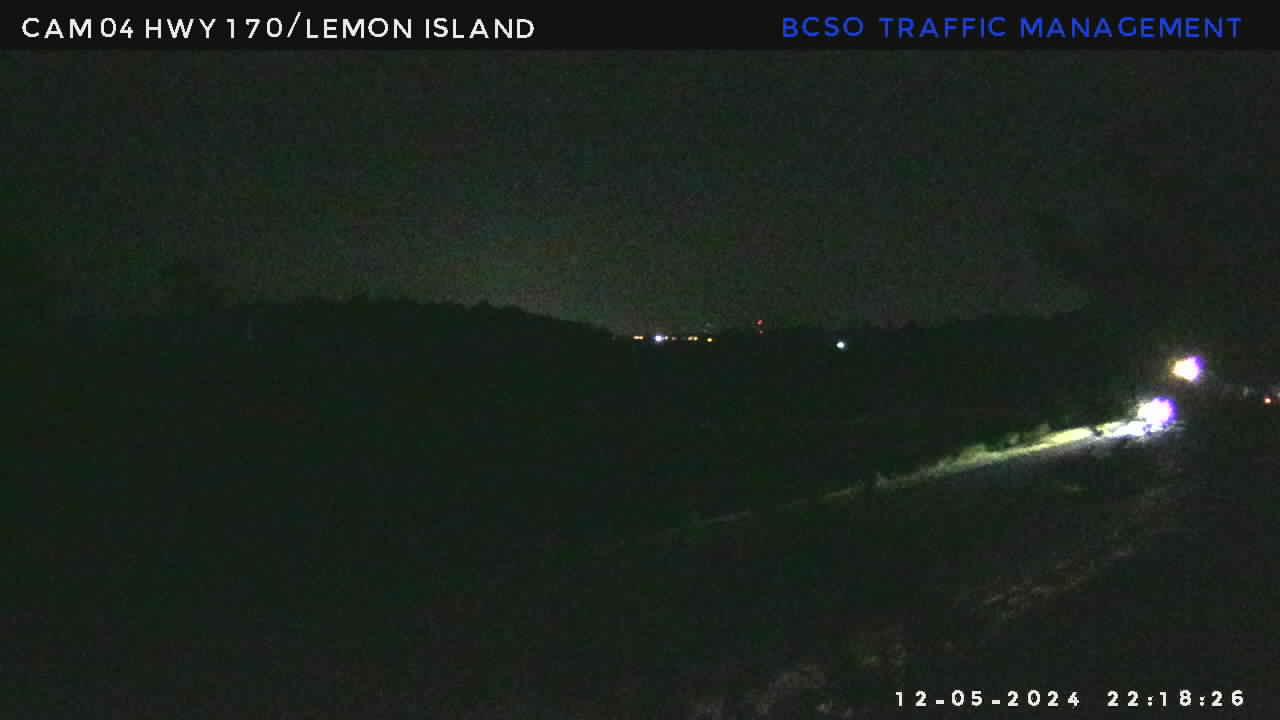 CAM04 HWY 170/LEMON ISLAND
BCSO TRAFFIC MANAGEMENT
12-05-2024 22:18:26